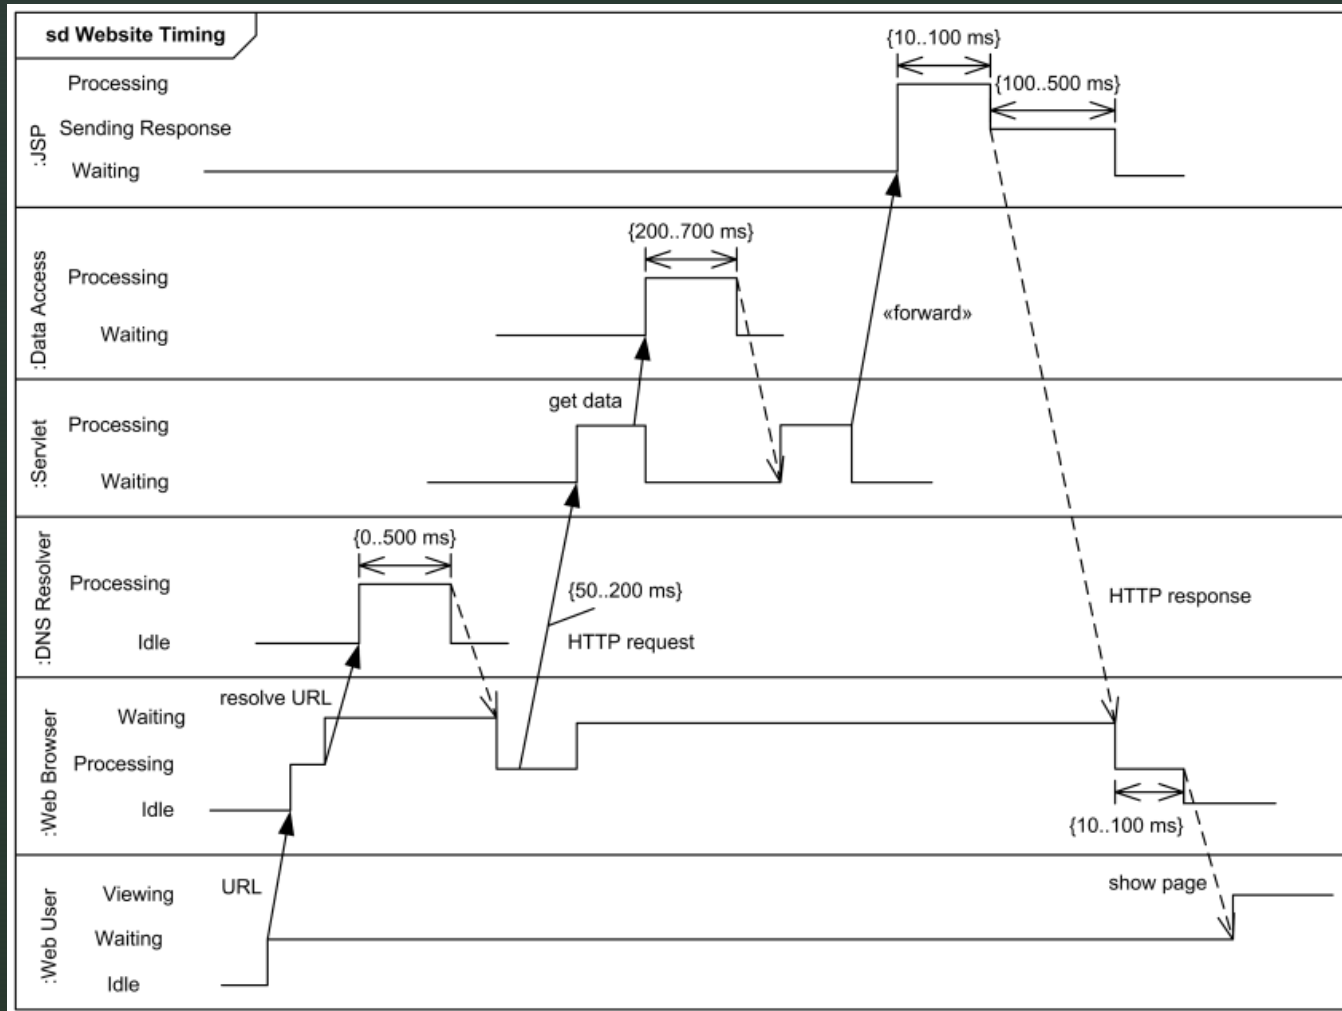 sd Website Timing
{10..100 ms}
Processing
{100..500 ms}
Sending Response
:JSP
Waiting
{200..700 ms}
Processing
:Data Access
«forward»
Waiting
get data
Processing
:Servlet
Waiting
{0..500 ms}
Processing
:DNS Resolver
{50..200 ms}
HTTP response
Idle
HTTP request
resolve URL
Waiting
Processing
:Web Browser
Idle
{10..100 ms}
URL
show page
Viewing
:Web User
Waiting
Idle